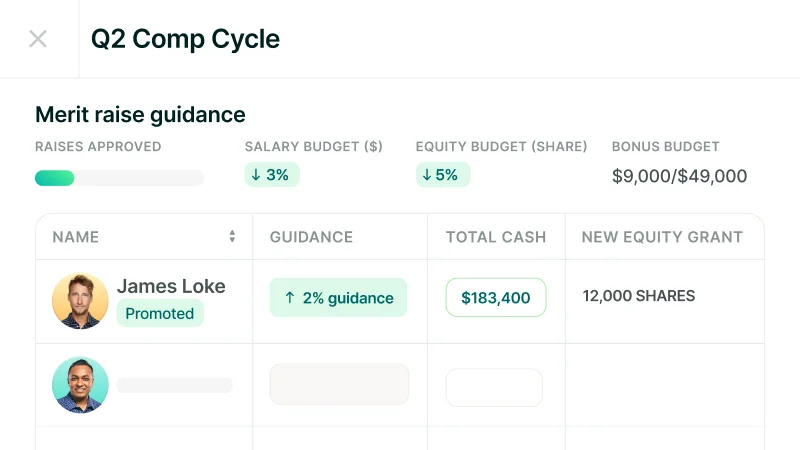 Q2 Comp Cycle
Merit raise guidance
RAISES APPROVED
SALARY BUDGET ($)
EQUITY BUDGET (SHARE)
BONUS BUDGET
↓ 3%
↓ 5%
$9,000/$49,000
NAME
GUIDANCE
TOTAL CASH
NEW EQUITY GRANT
James Loke
Promoted
↑ 2% guidance
$183,400
12,000 SHARES